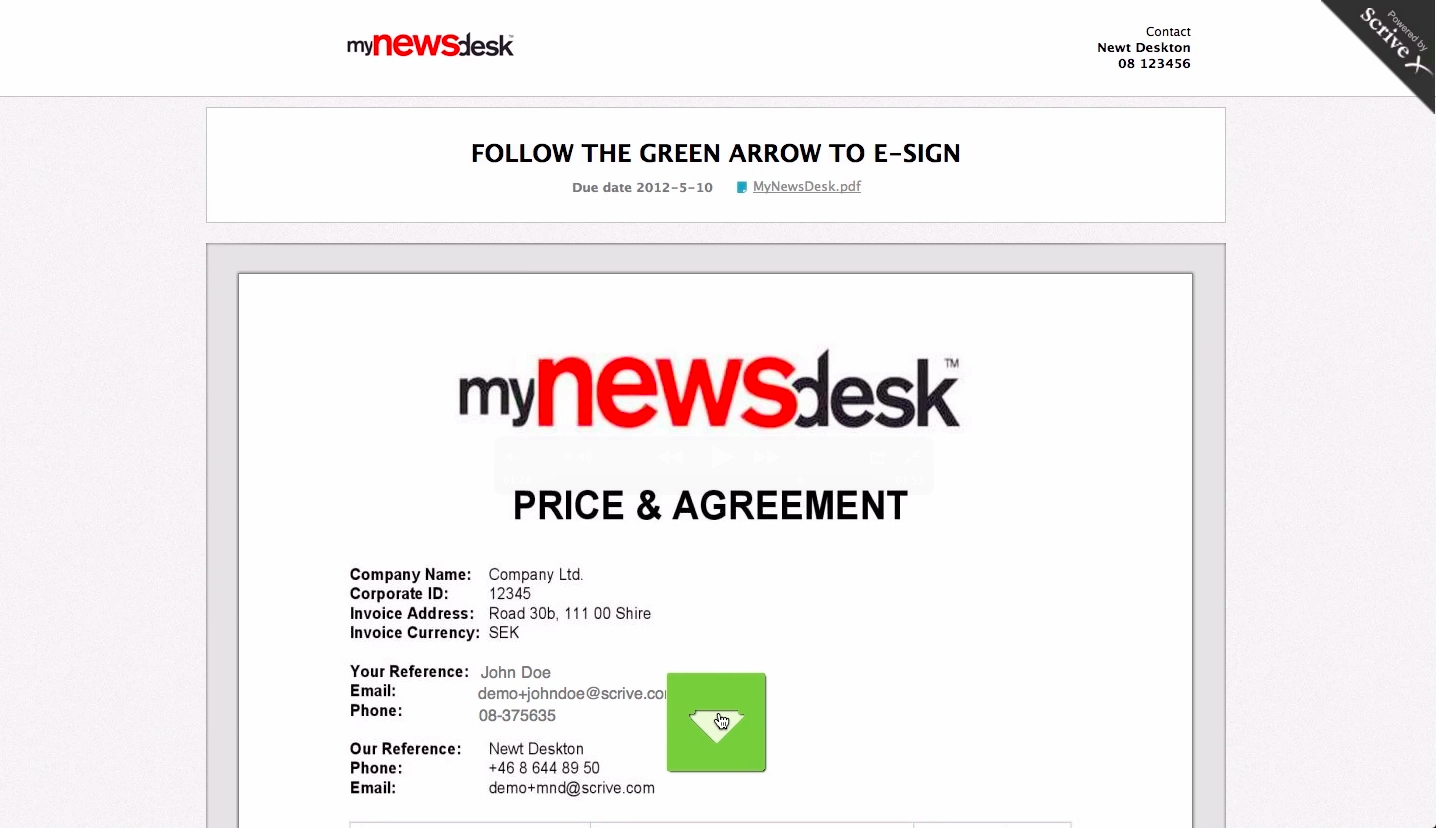 mynewsdesk
Contact
Newt Deskton
08 123456
Powered by
Scrive
FOLLOW THE GREEN ARROW TO E-SIGN
Due date 2012-5-10 MyNewsDesk.pdf
mynewsdesk™
PRICE & AGREEMENT
Company Name: Company Ltd.
Corporate ID: 12345
Invoice Address: Road 30b, 111 00 Shire
Invoice Currency: SEK
Your Reference: John Doe
Email: demo+johndoe@scrive.co
Phone: 08-375635
Our Reference: Newt Deskton
Phone: +46 8 644 89 50
Email: demo+mnd@scrive.com